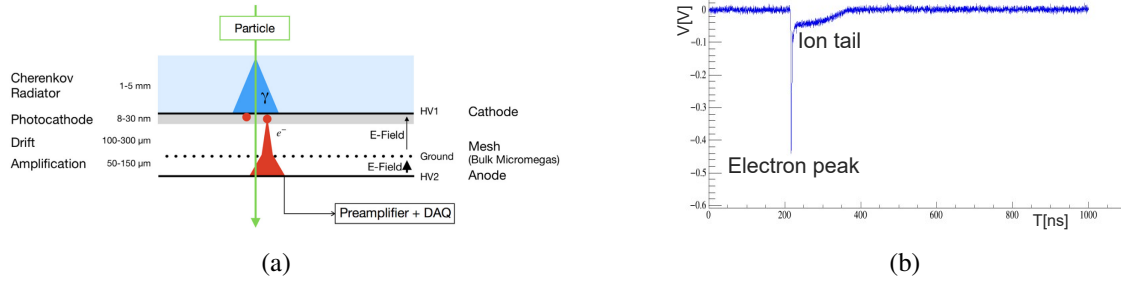 Particle
Cherenkov
Radiator
1-5 mm
γ
HV1
Cathode
Photocathode
8-30 nm
e⁻
E-Field
Drift
100-300 μm
Mesh
Ground
(Bulk Micromegas)
Amplification
50-150 μm
E-Field
HV2
Anode
Preamplifier + DAQ
(a)
V[V]
0
-0.1
-0.2
-0.3
-0.4
-0.5
-0.6
Ion tail
Electron peak
0
200
400
600
800
1000
T[ns]
(b)